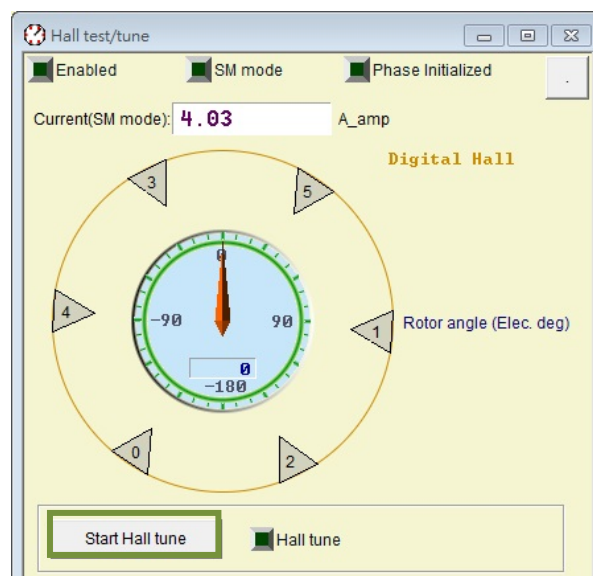 Hall test/tune
Enabled SM mode Phase Initialized .
Current(SM mode): 4.03 A_amp
Digital Hall
3 5
0
4 -90 90 1 Rotor angle (Elec. deg)
0
-180
0 2
Start Hall tune Hall tune